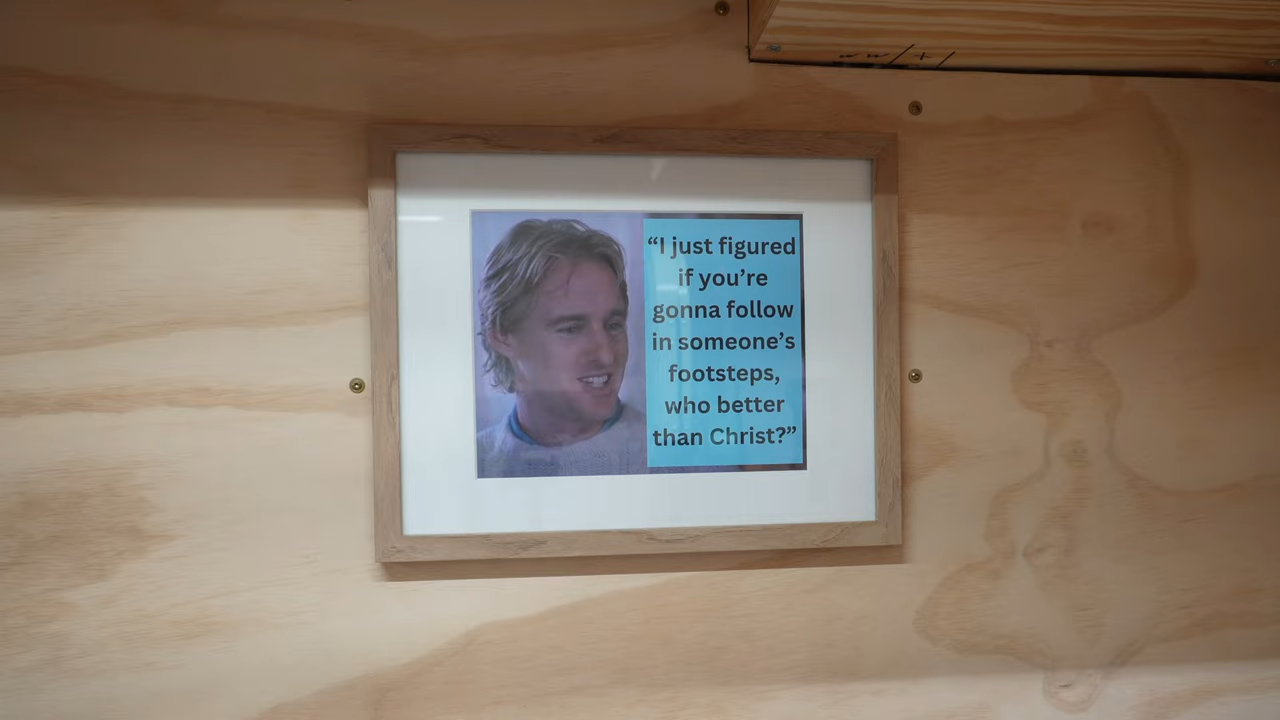 “I just figured
if you’re
gonna follow
in someone’s
footsteps,
who better
than Christ?”